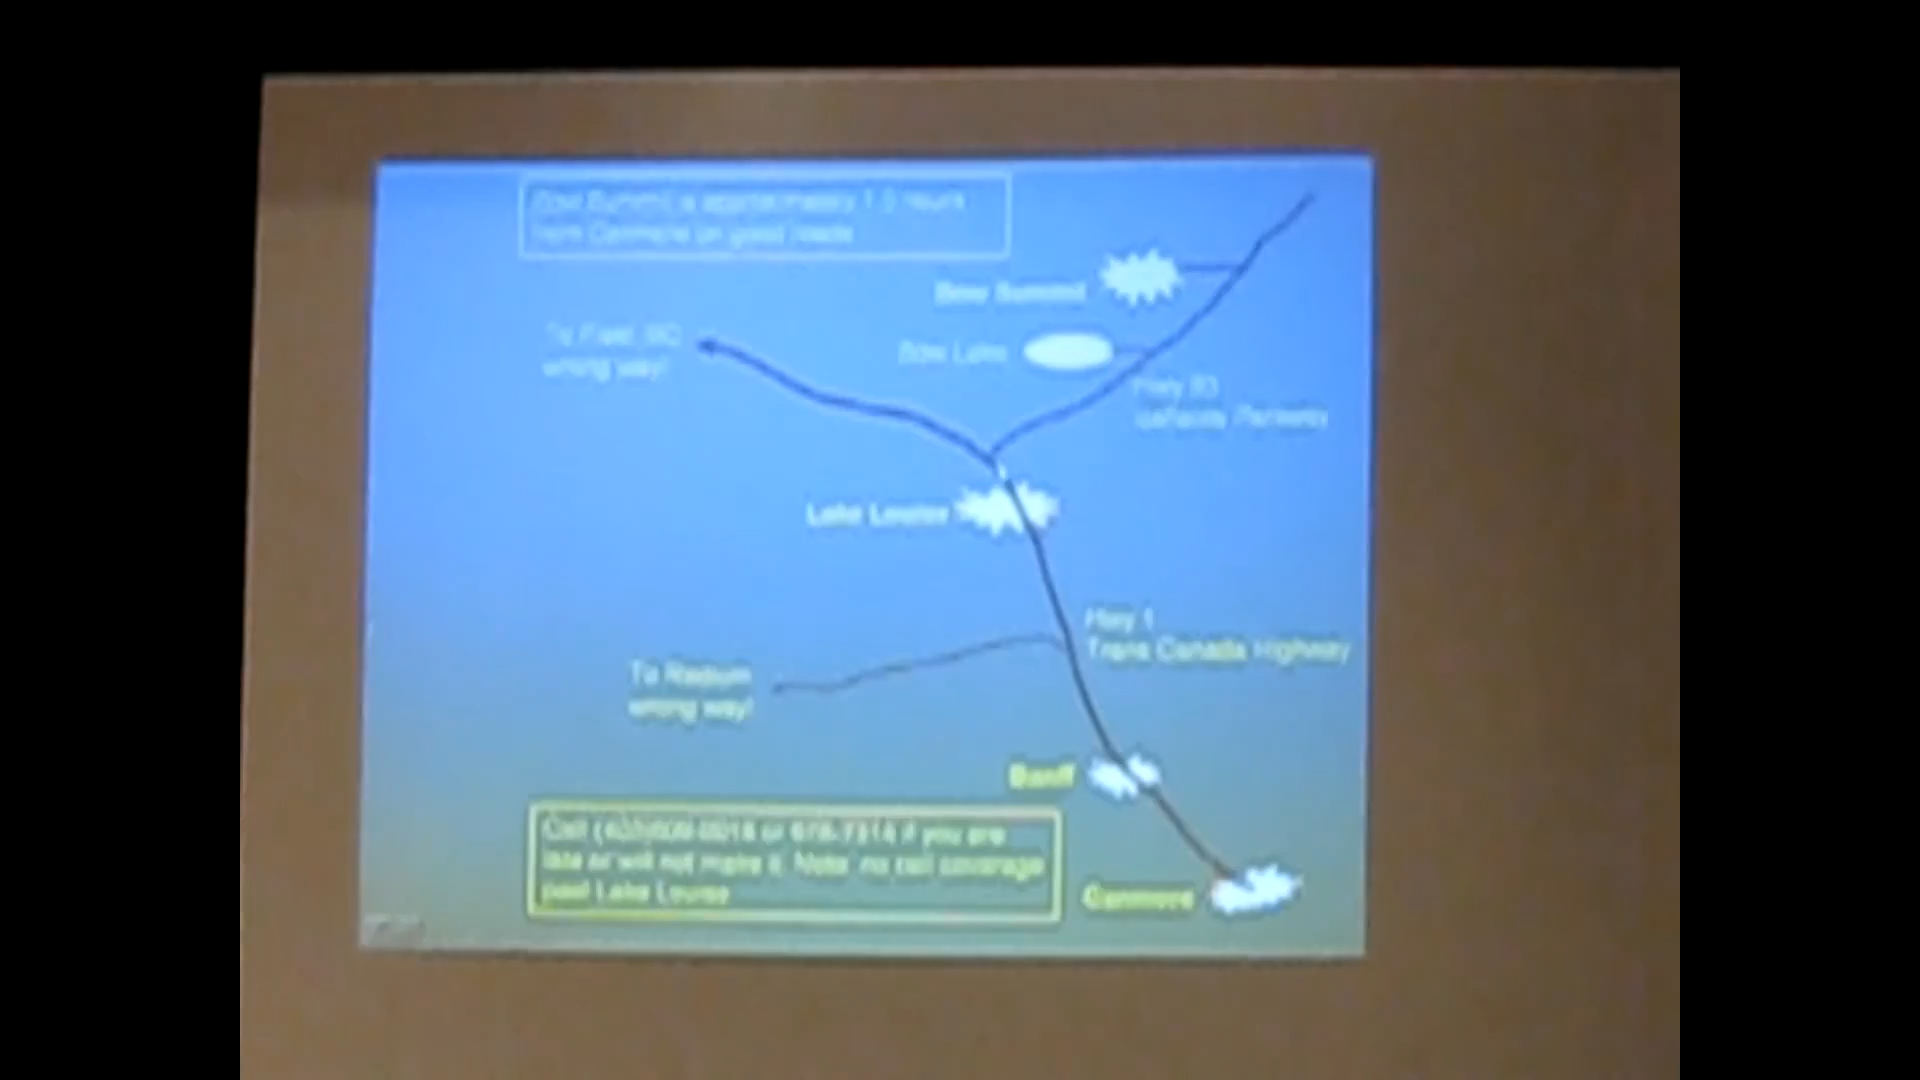 Bow Summit is approximately 1.5 hours
from Canmore on good roads
Bow Summit
To Field, BC
wrong way!
Bow Lake
Hwy 93
Icefields Parkway
Lake Louise
Hwy 1
Trans Canada Highway
To Radium
wrong way!
Banff
Call
or
if you are
late or will not make it. Note: no cell coverage
past Lake Louise
Canmore